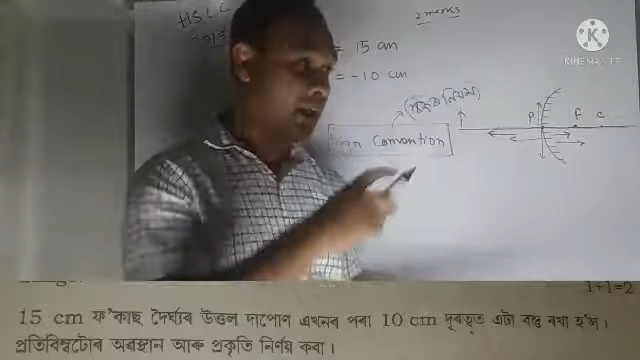 HSLC
2 marks
= 15 cm
= -10 cm
Sign Convention
P F C
KINEMASTER
1+1=2
15 cm ফ'কাছ দৈৰ্ঘ্যৰ উত্তল দাপোণ এখনৰ পৰা 10 cm দূৰত্বত এটা বস্তু ৰখা হ'ল।
প্ৰতিবিম্বটোৰ অৱস্থান আৰু প্ৰকৃতি নিৰ্ণয় কৰা।